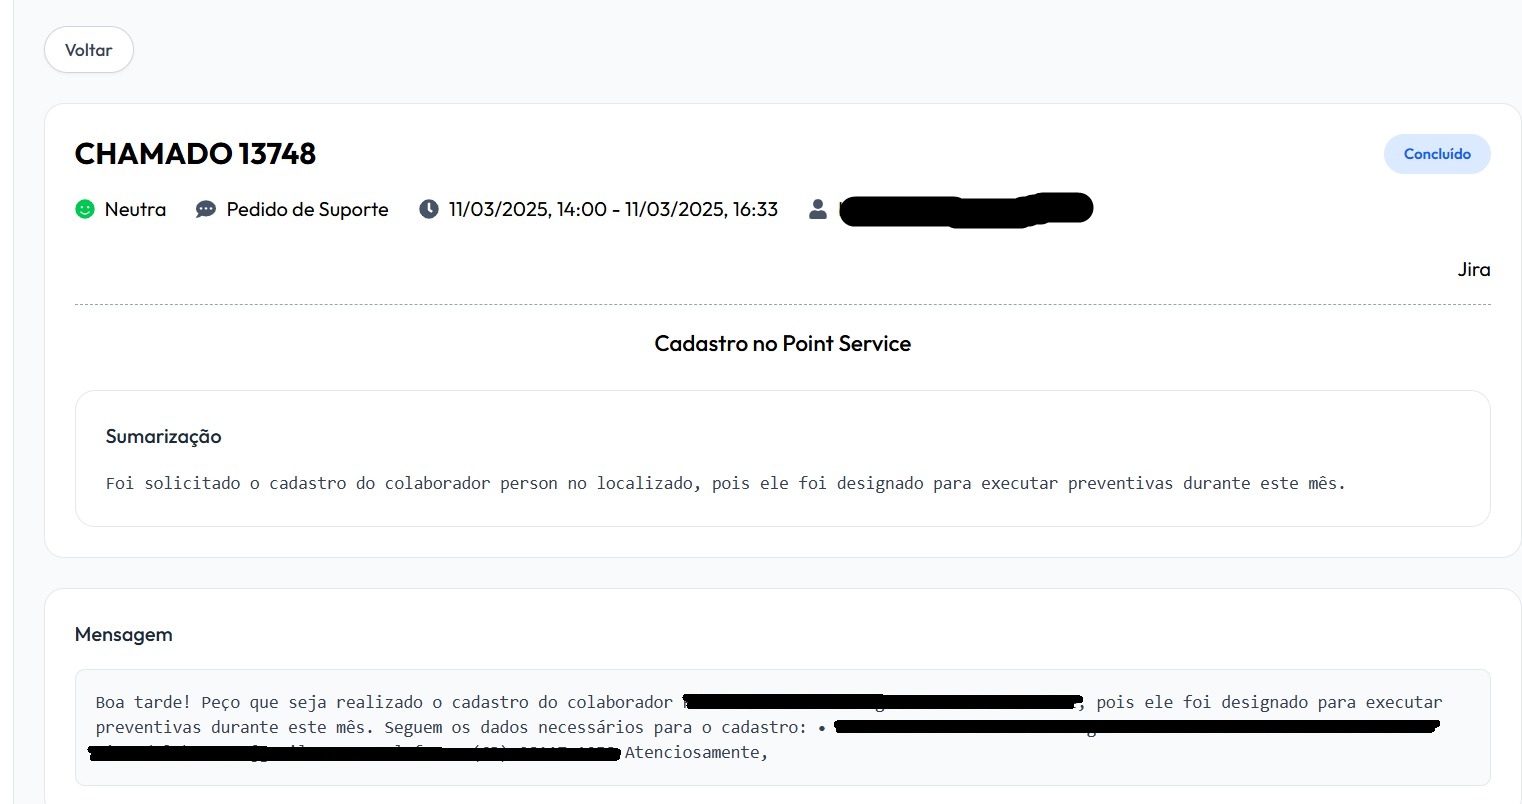 Voltar
CHAMADO 13748
Concluído
Neutra
Pedido de Suporte
11/03/2025, 14:00 - 11/03/2025, 16:33
Jira
Cadastro no Point Service
Sumarização
Foi solicitado o cadastro do colaborador person no localizado, pois ele foi designado para executar preventivas durante este mês.
Mensagem
Boa tarde! Peço que seja realizado o cadastro do colaborador , pois ele foi designado para executar
preventivas durante este mês. Seguem os dados necessários para o cadastro: •
Atenciosamente,